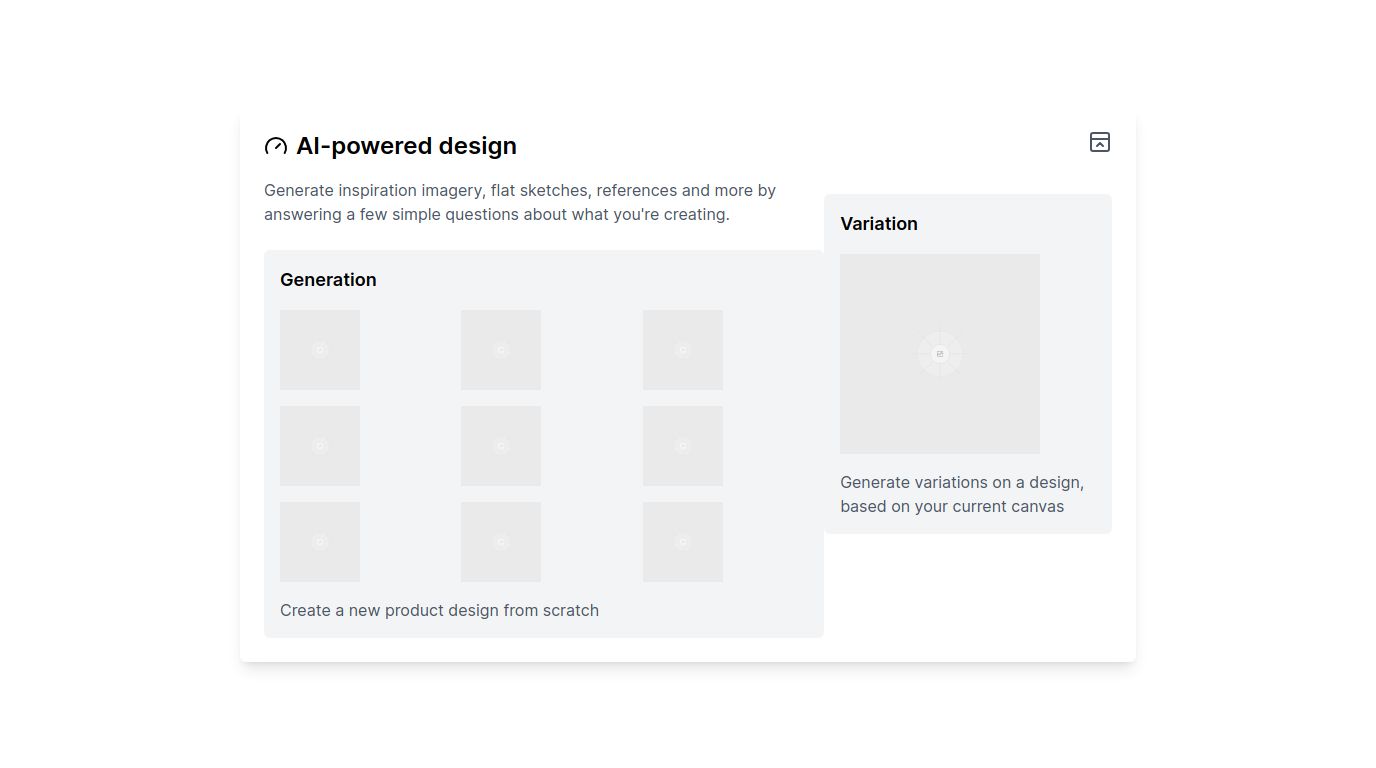 AI-powered design
Generate inspiration imagery, flat sketches, references and more by
answering a few simple questions about what you're creating.
Generation
Create a new product design from scratch
Variation
Generate variations on a design,
based on your current canvas